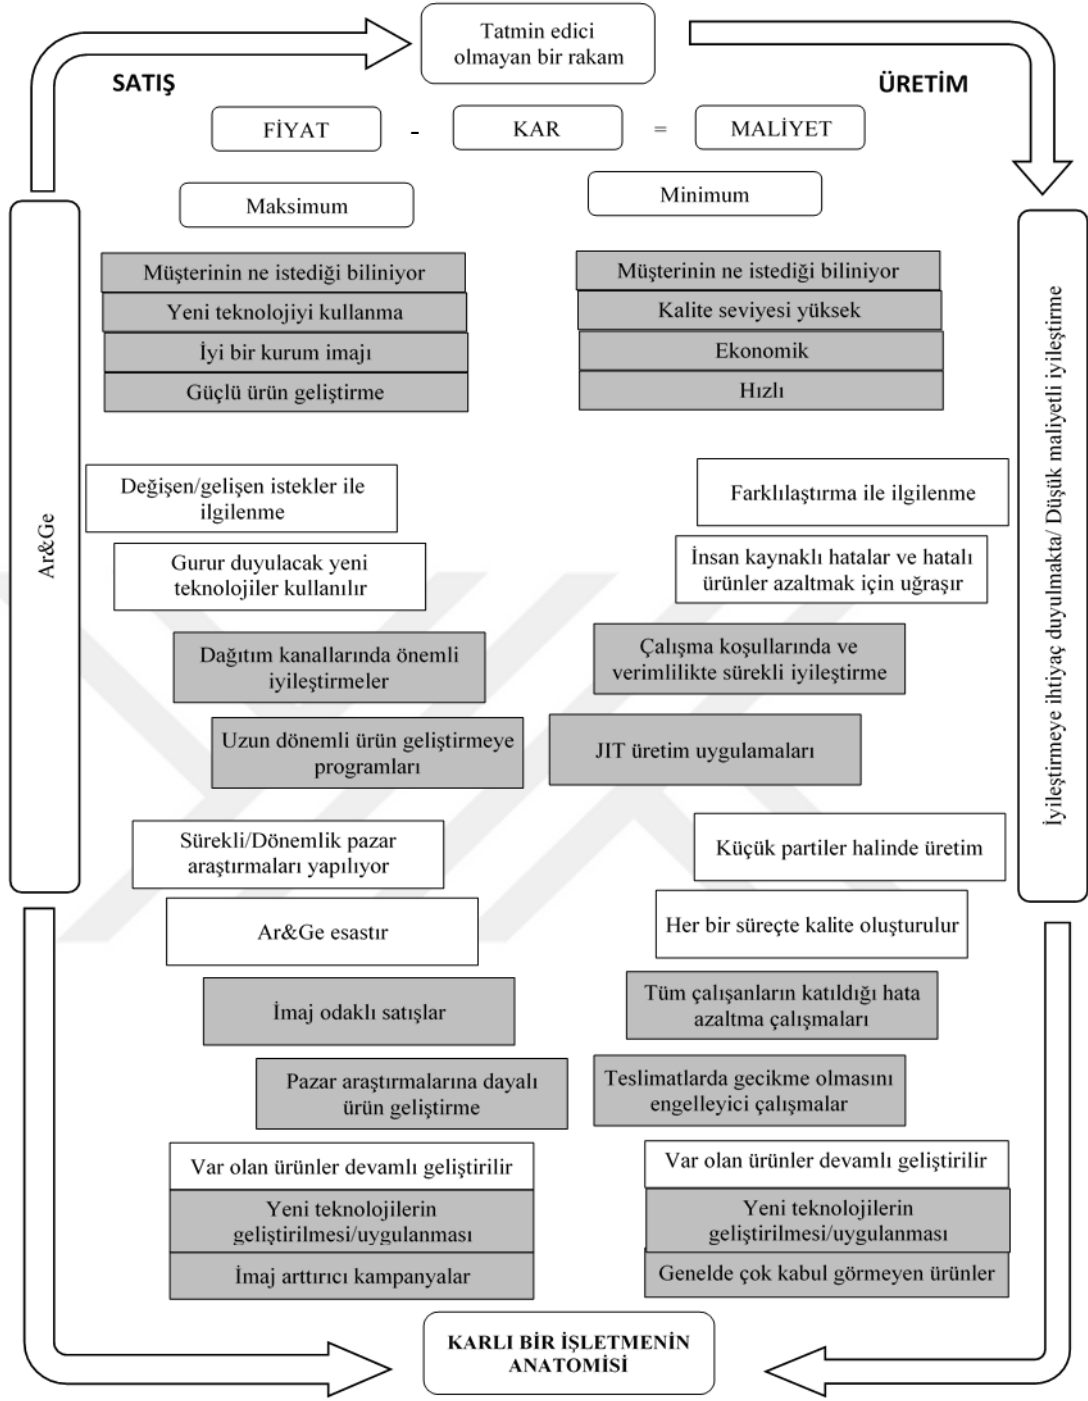 Tatmin edici
olmayan bir rakam
SATIŞ
ÜRETİM
FİYAT - KAR = MALİYET
Maksimum
Minimum
Ar&Ge
Müşterinin ne istediği biliniyor
Yeni teknolojiyi kullanma
İyi bir kurum imajı
Güçlü ürün geliştirme
Müşterinin ne istediği biliniyor
Kalite seviyesi yüksek
Ekonomik
Hızlı
İyileştirmeye ihtiyaç duyulmakta/ Düşük maliyetli iyileştirme
Değişen/gelişen istekler ile
ilgilenme
Gurur duyulacak yeni
teknolojiler kullanılır
Dağıtım kanallarında önemli
iyileştirmeler
Uzun dönemli ürün geliştirmeye
programları
Farklılaştırma ile ilgilenme
İnsan kaynaklı hatalar ve hatalı
ürünler azaltmak için uğraşır
Çalışma koşullarında ve
verimlilikte sürekli iyileştirme
JIT üretim uygulamaları
Sürekli/Dönemlik pazar
araştırmaları yapılıyor
Ar&Ge esastır
İmaj odaklı satışlar
Pazar araştırmalarına dayalı
ürün geliştirme
Küçük partiler halinde üretim
Her bir süreçte kalite oluşturulur
Tüm çalışanların katıldığı hata
azaltma çalışmaları
Teslimatlarda gecikme olmasını
engelleyici çalışmalar
Var olan ürünler devamlı geliştirilir
Yeni teknolojilerin
geliştirilmesi/uygulanması
İmaj arttırıcı kampanyalar
Var olan ürünler devamlı geliştirilir
Yeni teknolojilerin
geliştirilmesi/uygulanması
Genelde çok kabul görmeyen ürünler
KARLI BİR İŞLETMENİN
ANATOMİSİ